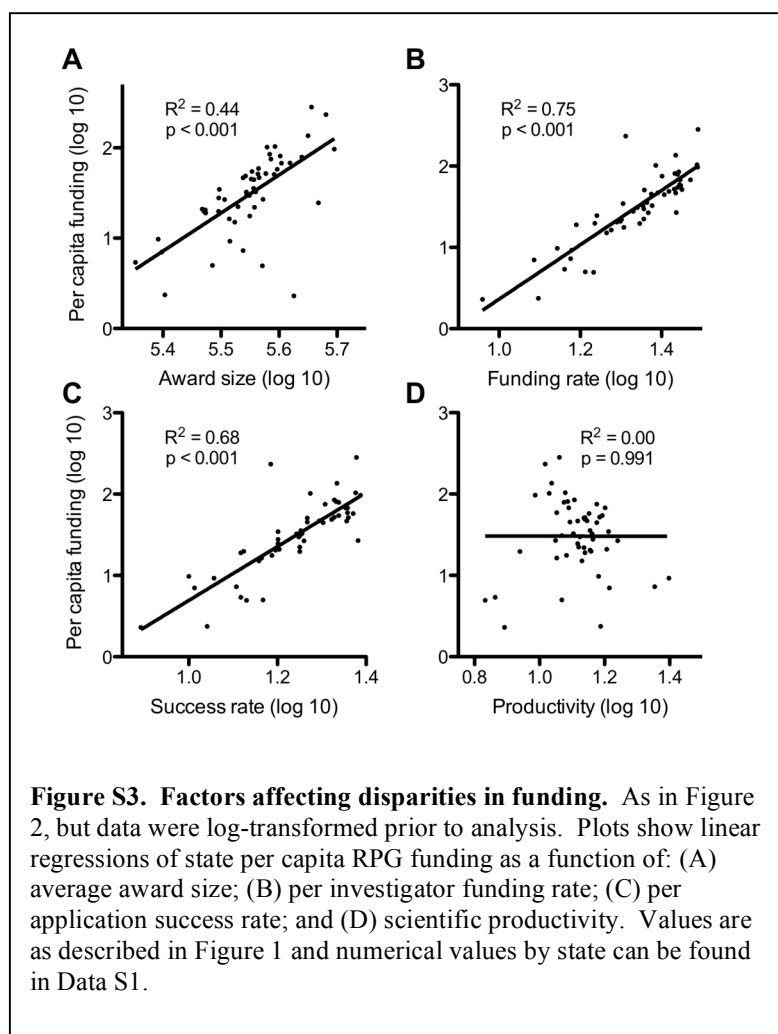 A
R² = 0.44
p < 0.001
Per capita funding (log 10)
2
1
0
5.4
5.5
5.6
5.7
Award size (log 10)
B
R² = 0.75
p < 0.001
3
2
1
0
1.0
1.2
1.4
Funding rate (log 10)
C
R² = 0.68
p < 0.001
Per capita funding (log 10)
3
2
1
0
1.0
1.2
1.4
Success rate (log 10)
D
R² = 0.00
p = 0.991
3
2
1
0
0.8
1.0
1.2
1.4
Productivity (log 10)
Figure S3. Factors affecting disparities in funding. As in Figure
2, but data were log-transformed prior to analysis. Plots show linear
regressions of state per capita RPG funding as a function of: (A)
average award size; (B) per investigator funding rate; (C) per
application success rate; and (D) scientific productivity. Values are
as described in Figure 1 and numerical values by state can be found
in Data S1.